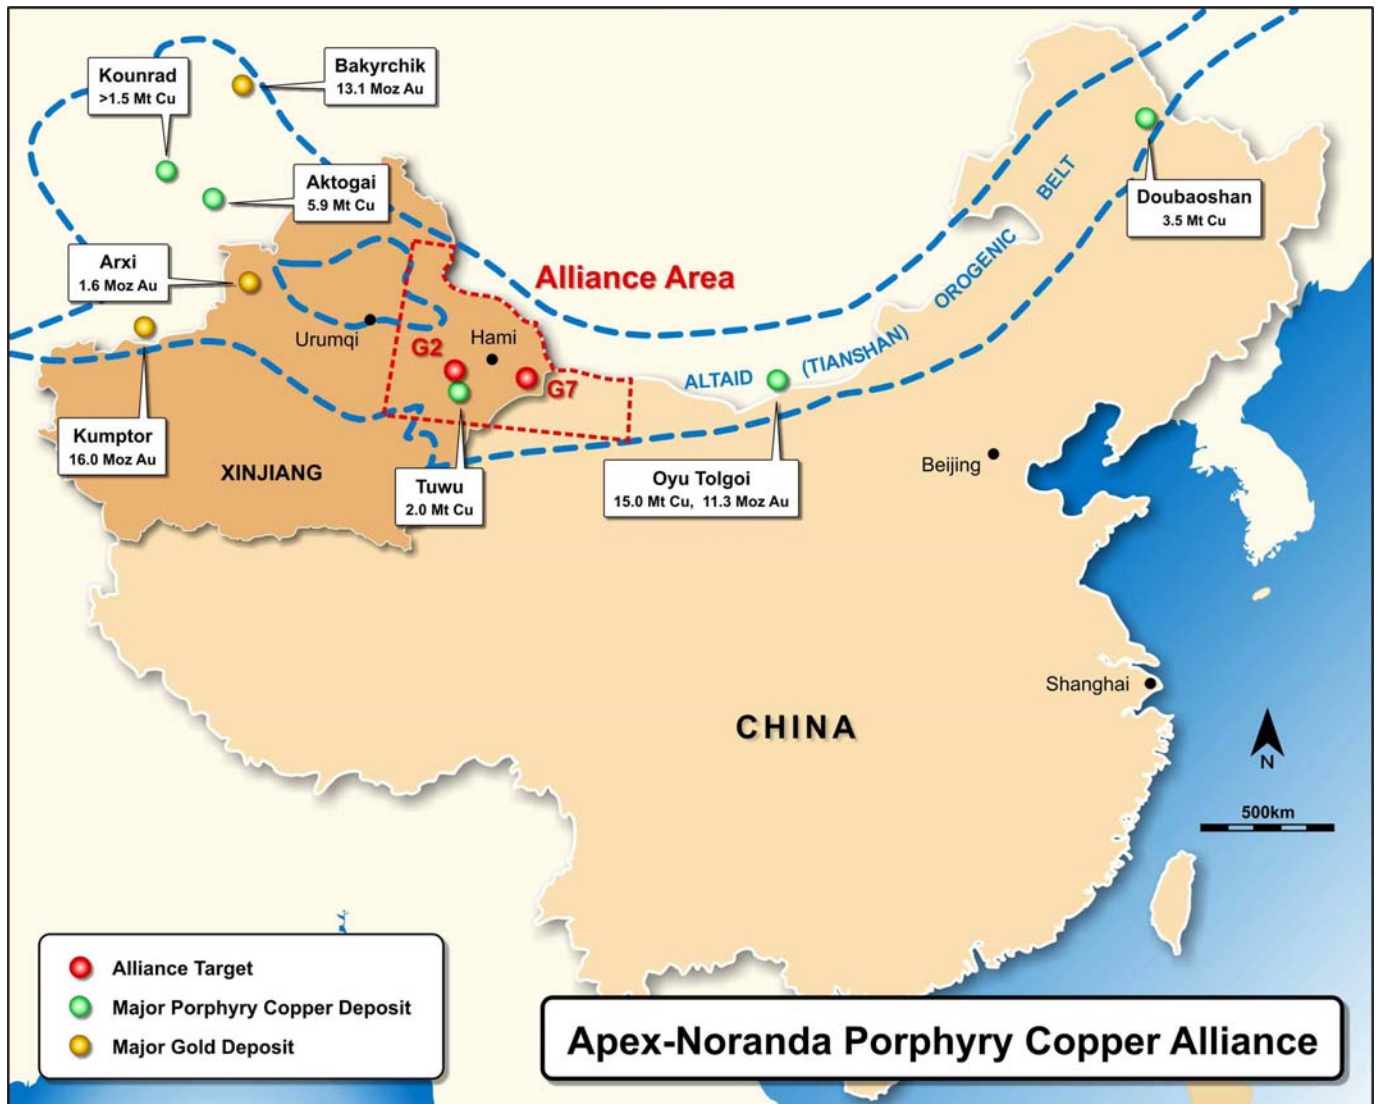 Kounrad
>1.5 Mt Cu
Bakyrchik
13.1 Moz Au
Aktogai
5.9 Mt Cu
Doubaoshan
3.5 Mt Cu
Arxi
1.6 Moz Au
Alliance Area
Urumqi
Hami
G2
G7
ALTAID (TIANSHAN) OROGENIC BELT
Kumptor
16.0 Moz Au
XINJIANG
Tuwu
2.0 Mt Cu
Oyu Tolgoi
15.0 Mt Cu, 11.3 Moz Au
Beijing
Shanghai
CHINA
N
500km
Alliance Target
Major Porphyry Copper Deposit
Major Gold Deposit
Apex-Noranda Porphyry Copper Alliance